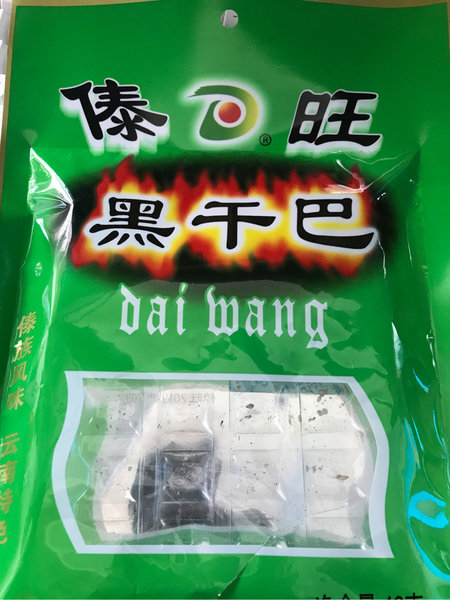 傣 ® 旺
黑干巴
dai wang
傣族风味 云南特色